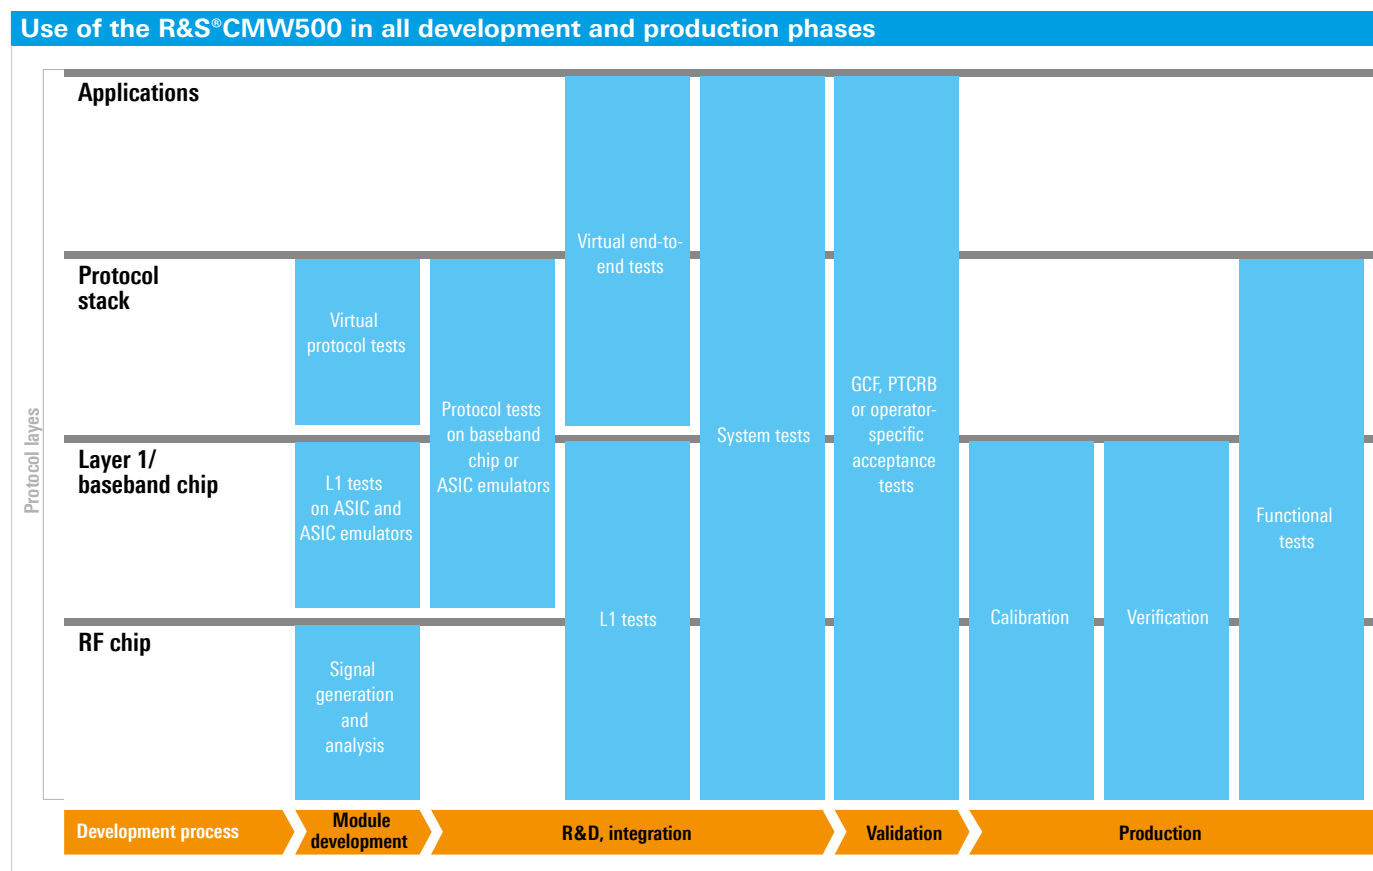 Use of the R&S®CMW500 in all development and production phases
Protocol layes
Applications
Protocol
stack
Layer 1/
baseband chip
RF chip
Virtual
protocol tests
L1 tests
on ASIC and
ASIC emulators
Signal
generation
and
analysis
Protocol tests
on baseband
chip or
ASIC emulators
Virtual end-to-
end tests
L1 tests
System tests
GCF, PTCRB
or operator-
specific
acceptance
tests
Calibration
Verification
Functional
tests
Development process
Module
development
R&D, integration
Validation
Production